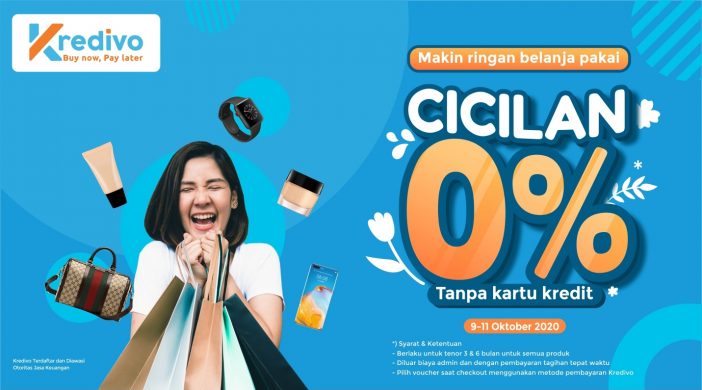 Kredivo
Buy now, Pay later
Makin ringan belanja pakai
CICILAN
0%
Tanpa kartu kredit *
9-11 Oktober 2020
*) Syarat & Ketentuan
- Berlaku untuk tenor 3 & 6 bulan untuk semua produk
- Diluar biaya admin dan dengan pembayaran tagihan tepat waktu
- Pilih voucher saat checkout menggunakan metode pembayaran Kredivo
Kredivo Terdaftar dan Diawasi
Otoritas Jasa Keuangan